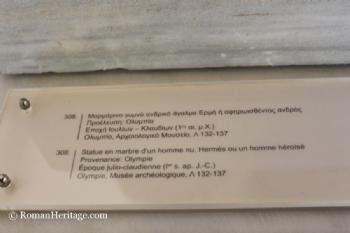 308. Μαρμάρινο γυμνό ανδρικό άγαλμα Ερμή ή αφηρωισθέντος ανδρός
Προέλευση: Ολυμπία
Εποχή Ιουλίων – Κλαυδίων (1ος αι. μ.Χ.)
Ολυμπία, Αρχαιολογικό Μουσείο, Λ 132-137
308. Statue en marbre d'un homme nu. Hermès ou un homme héroïsé
Provenance: Olympie
Époque julio-claudienne (Ier s. ap. J.-C.)
Olympie, Musée archéologique, Λ 132-137
© RomanHeritage.com